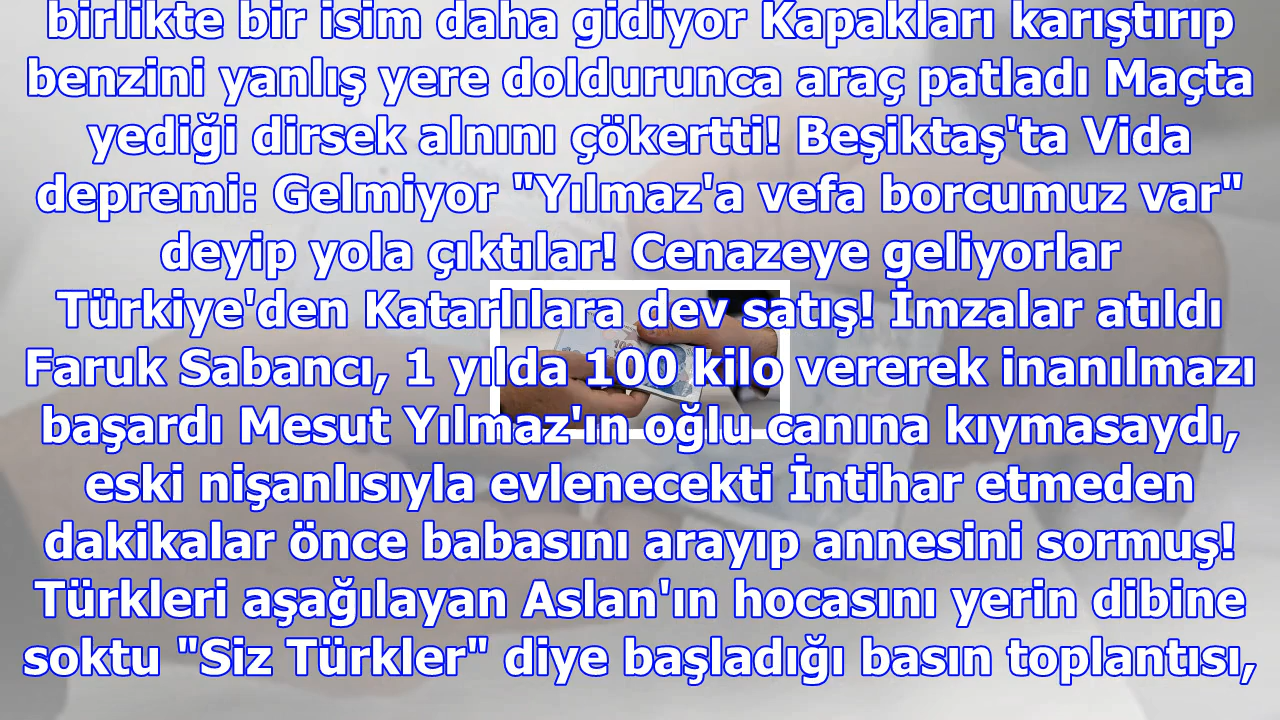 birlikte bir isim daha gidiyor Kapakları karıştırıp
benzini yanlış yere doldurunca araç patladı Maçta
yediği dirsek alnını çökertti! Beşiktaş'ta Vida
depremi: Gelmiyor "Yılmaz'a vefa borcumuz var"
deyip yola çıktılar! Cenazeye geliyorlar
Türkiye'den Katarlılara dev satış! İmzalar atıldı
Faruk Sabancı, 1 yılda 100 kilo vererek inanılmazı
başardı Mesut Yılmaz'ın oğlu canına kıymasaydı,
eski nişanlısıyla evlenecekti İntihar etmeden
dakikalar önce babasını arayıp annesini sormuş!
Türkleri aşağılayan Aslan'ın hocasını yerin dibine
soktu "Siz Türkler" diye başladığı basın toplantısı,